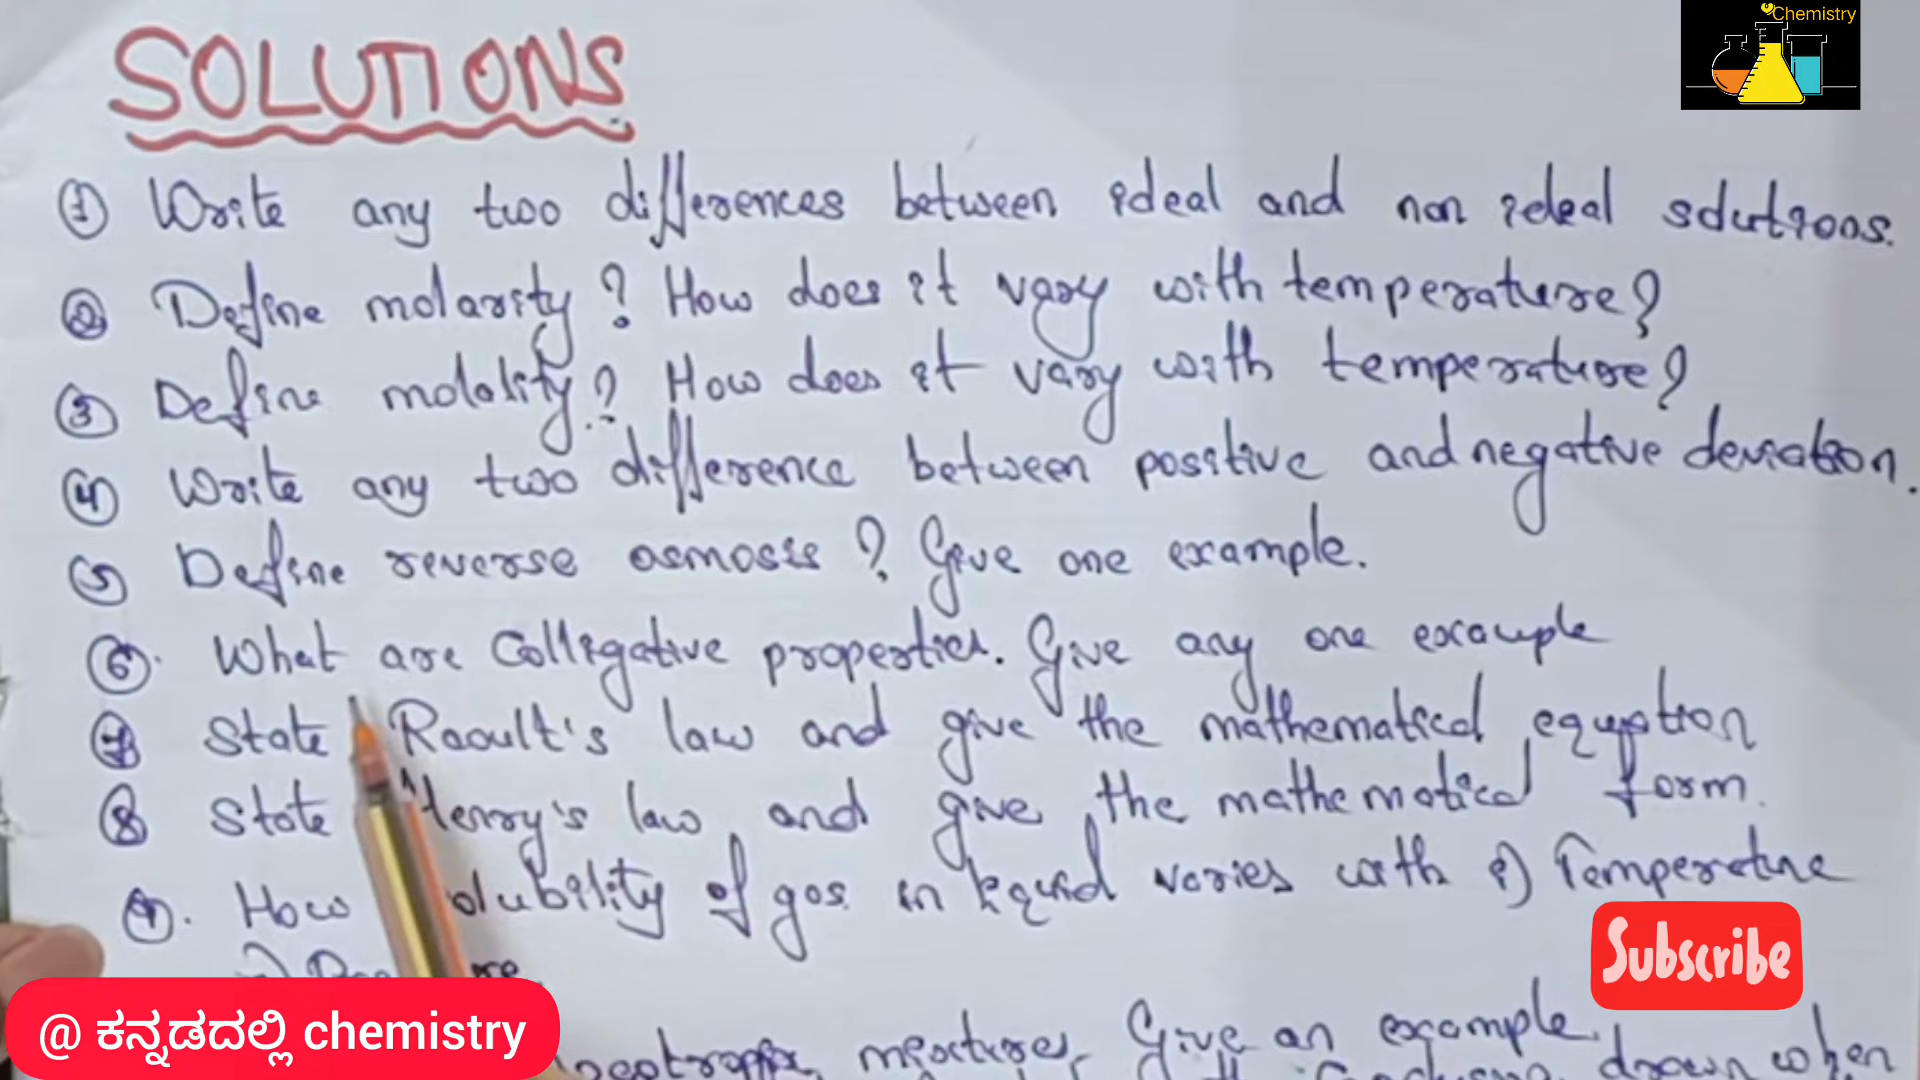 Chemistry
SOLUTIONS
① Write any two differences between ideal and non ideal solutions.
② Define molarity? How does it vary with temperature?
③ Define molality? How does it vary with temperature?
④ Write any two difference between positive and negative deviation.
⑤ Define reverse osmosis? Give one example.
⑥. What are Colligative properties. Give any one example
⑦ State Raoult's law and give the mathematical equation
⑧ State Henry's law and give the mathematical form.
⑨. How solubility of gas in liquid varies with i) Temperature
Subscribe
@ ಕನ್ನಡದಲ್ಲಿ chemistry
mixtures. Give an example.
drawn when